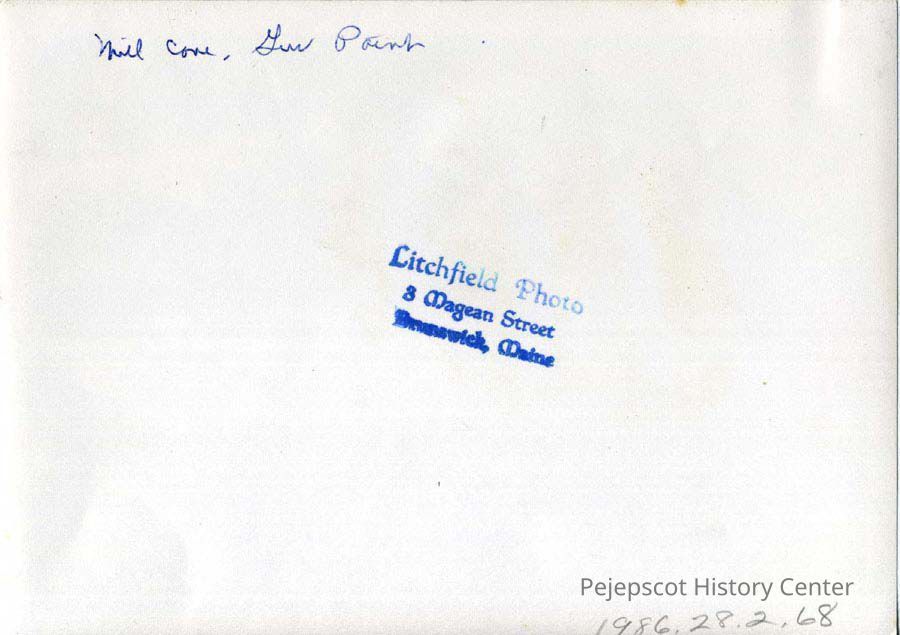 Mill Cove, Gun Point
Litchfield Photo
8 Magean Street
Brunswick, Maine
Pejepscot History Center
1986.28.2.68